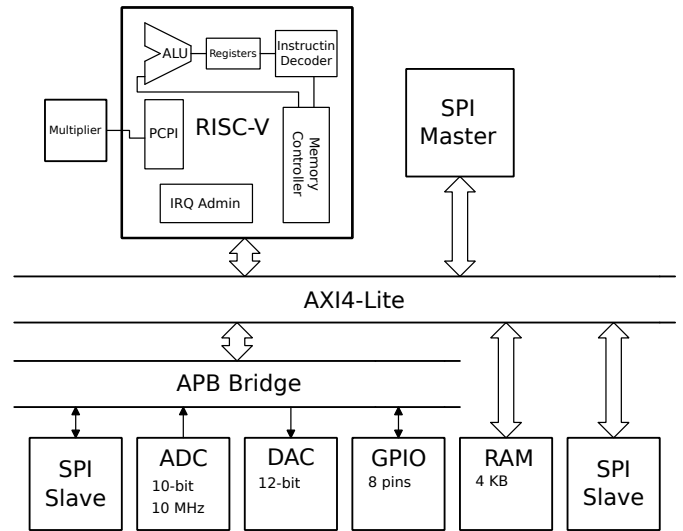 ALU
Registers
Instructin
Decoder
SPI
Master
Multiplier
PCPI
RISC-V
Memory
Controller
IRQ Admin
AXI4-Lite
APB Bridge
SPI
Slave
ADC
10-bit
10 MHz
DAC
12-bit
GPIO
8 pins
RAM
4 KB
SPI
Slave